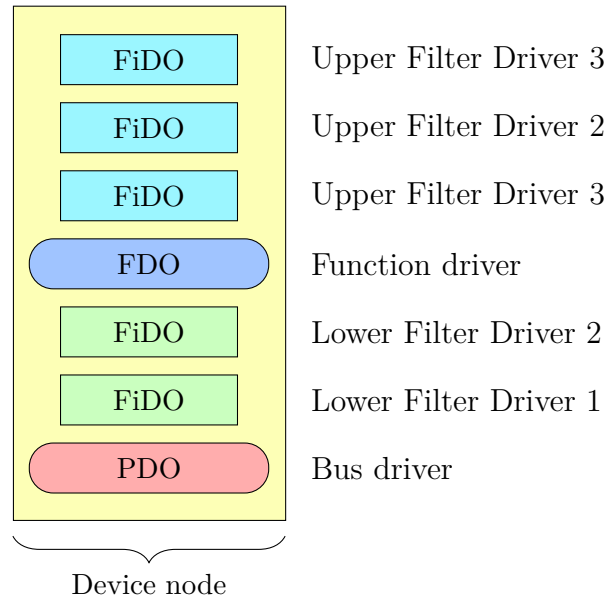 FiDO Upper Filter Driver 3
FiDO Upper Filter Driver 2
FiDO Upper Filter Driver 3
FDO Function driver
FiDO Lower Filter Driver 2
FiDO Lower Filter Driver 1
PDO Bus driver
Device node